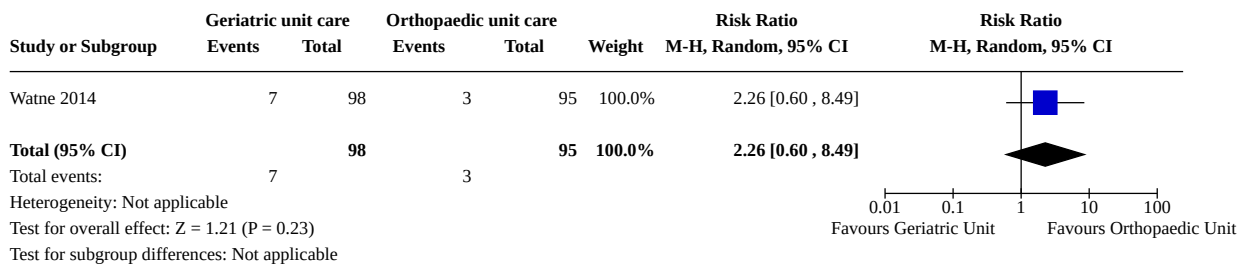 Geriatric unit care Orthopaedic unit care Risk Ratio Risk Ratio
Study or Subgroup Events Total Events Total Weight M-H, Random, 95% CI M-H, Random, 95% CI
Watne 2014 7 98 3 95 100.0% 2.26 [0.60 , 8.49]
Total (95% CI) 98 95 100.0% 2.26 [0.60 , 8.49]
Total events: 7 3
Heterogeneity: Not applicable
0.01 0.1 1 10 100
Test for overall effect: Z = 1.21 (P = 0.23)
Favours Geriatric Unit Favours Orthopaedic Unit
Test for subgroup differences: Not applicable